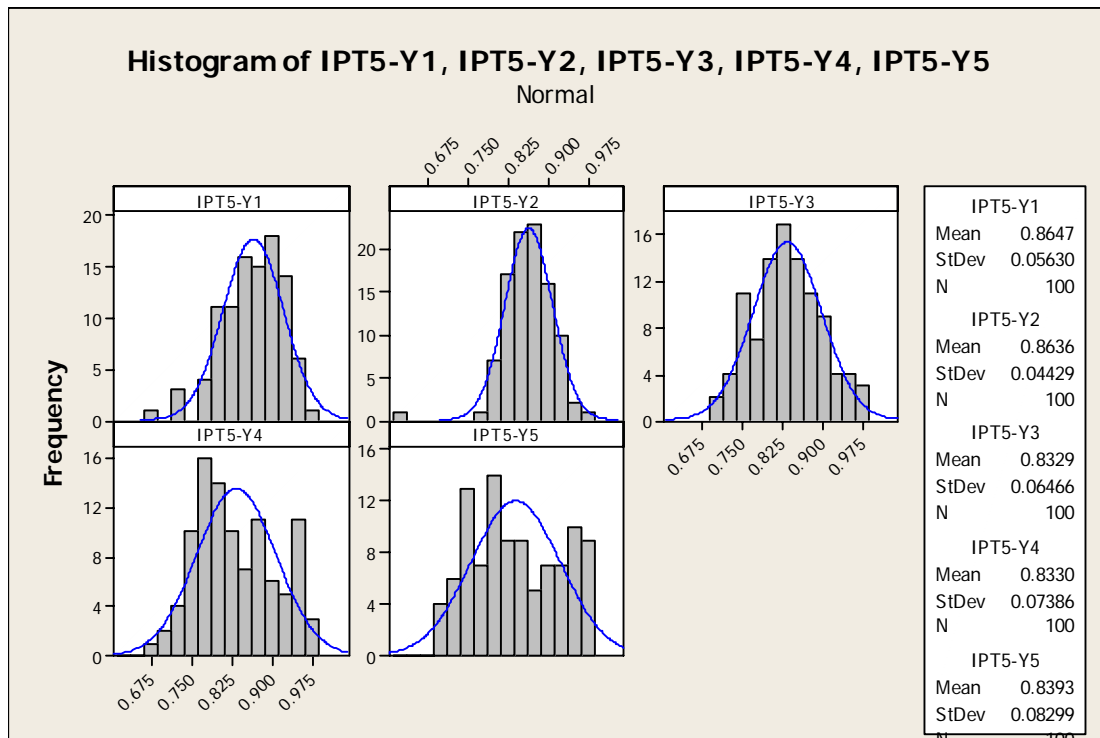 Histogram of IPT5-Y1, IPT5-Y2, IPT5-Y3, IPT5-Y4, IPT5-Y5
Normal
0.675 0.750 0.825 0.900 0.975
IPT5-Y1 IPT5-Y2 IPT5-Y3
20
15
10
5
0
20
15
10
5
0
16
12
8
4
0
0.675 0.750 0.825 0.900 0.975
Frequency
IPT5-Y4 IPT5-Y5
16
12
8
4
0
16
12
8
4
0
0.675 0.750 0.825 0.900 0.975
IPT5-Y1
Mean 0.8647
StDev 0.05630
N 100
IPT5-Y2
Mean 0.8636
StDev 0.04429
N 100
IPT5-Y3
Mean 0.8329
StDev 0.06466
N 100
IPT5-Y4
Mean 0.8330
StDev 0.07386
N 100
IPT5-Y5
Mean 0.8393
StDev 0.08299
N 100